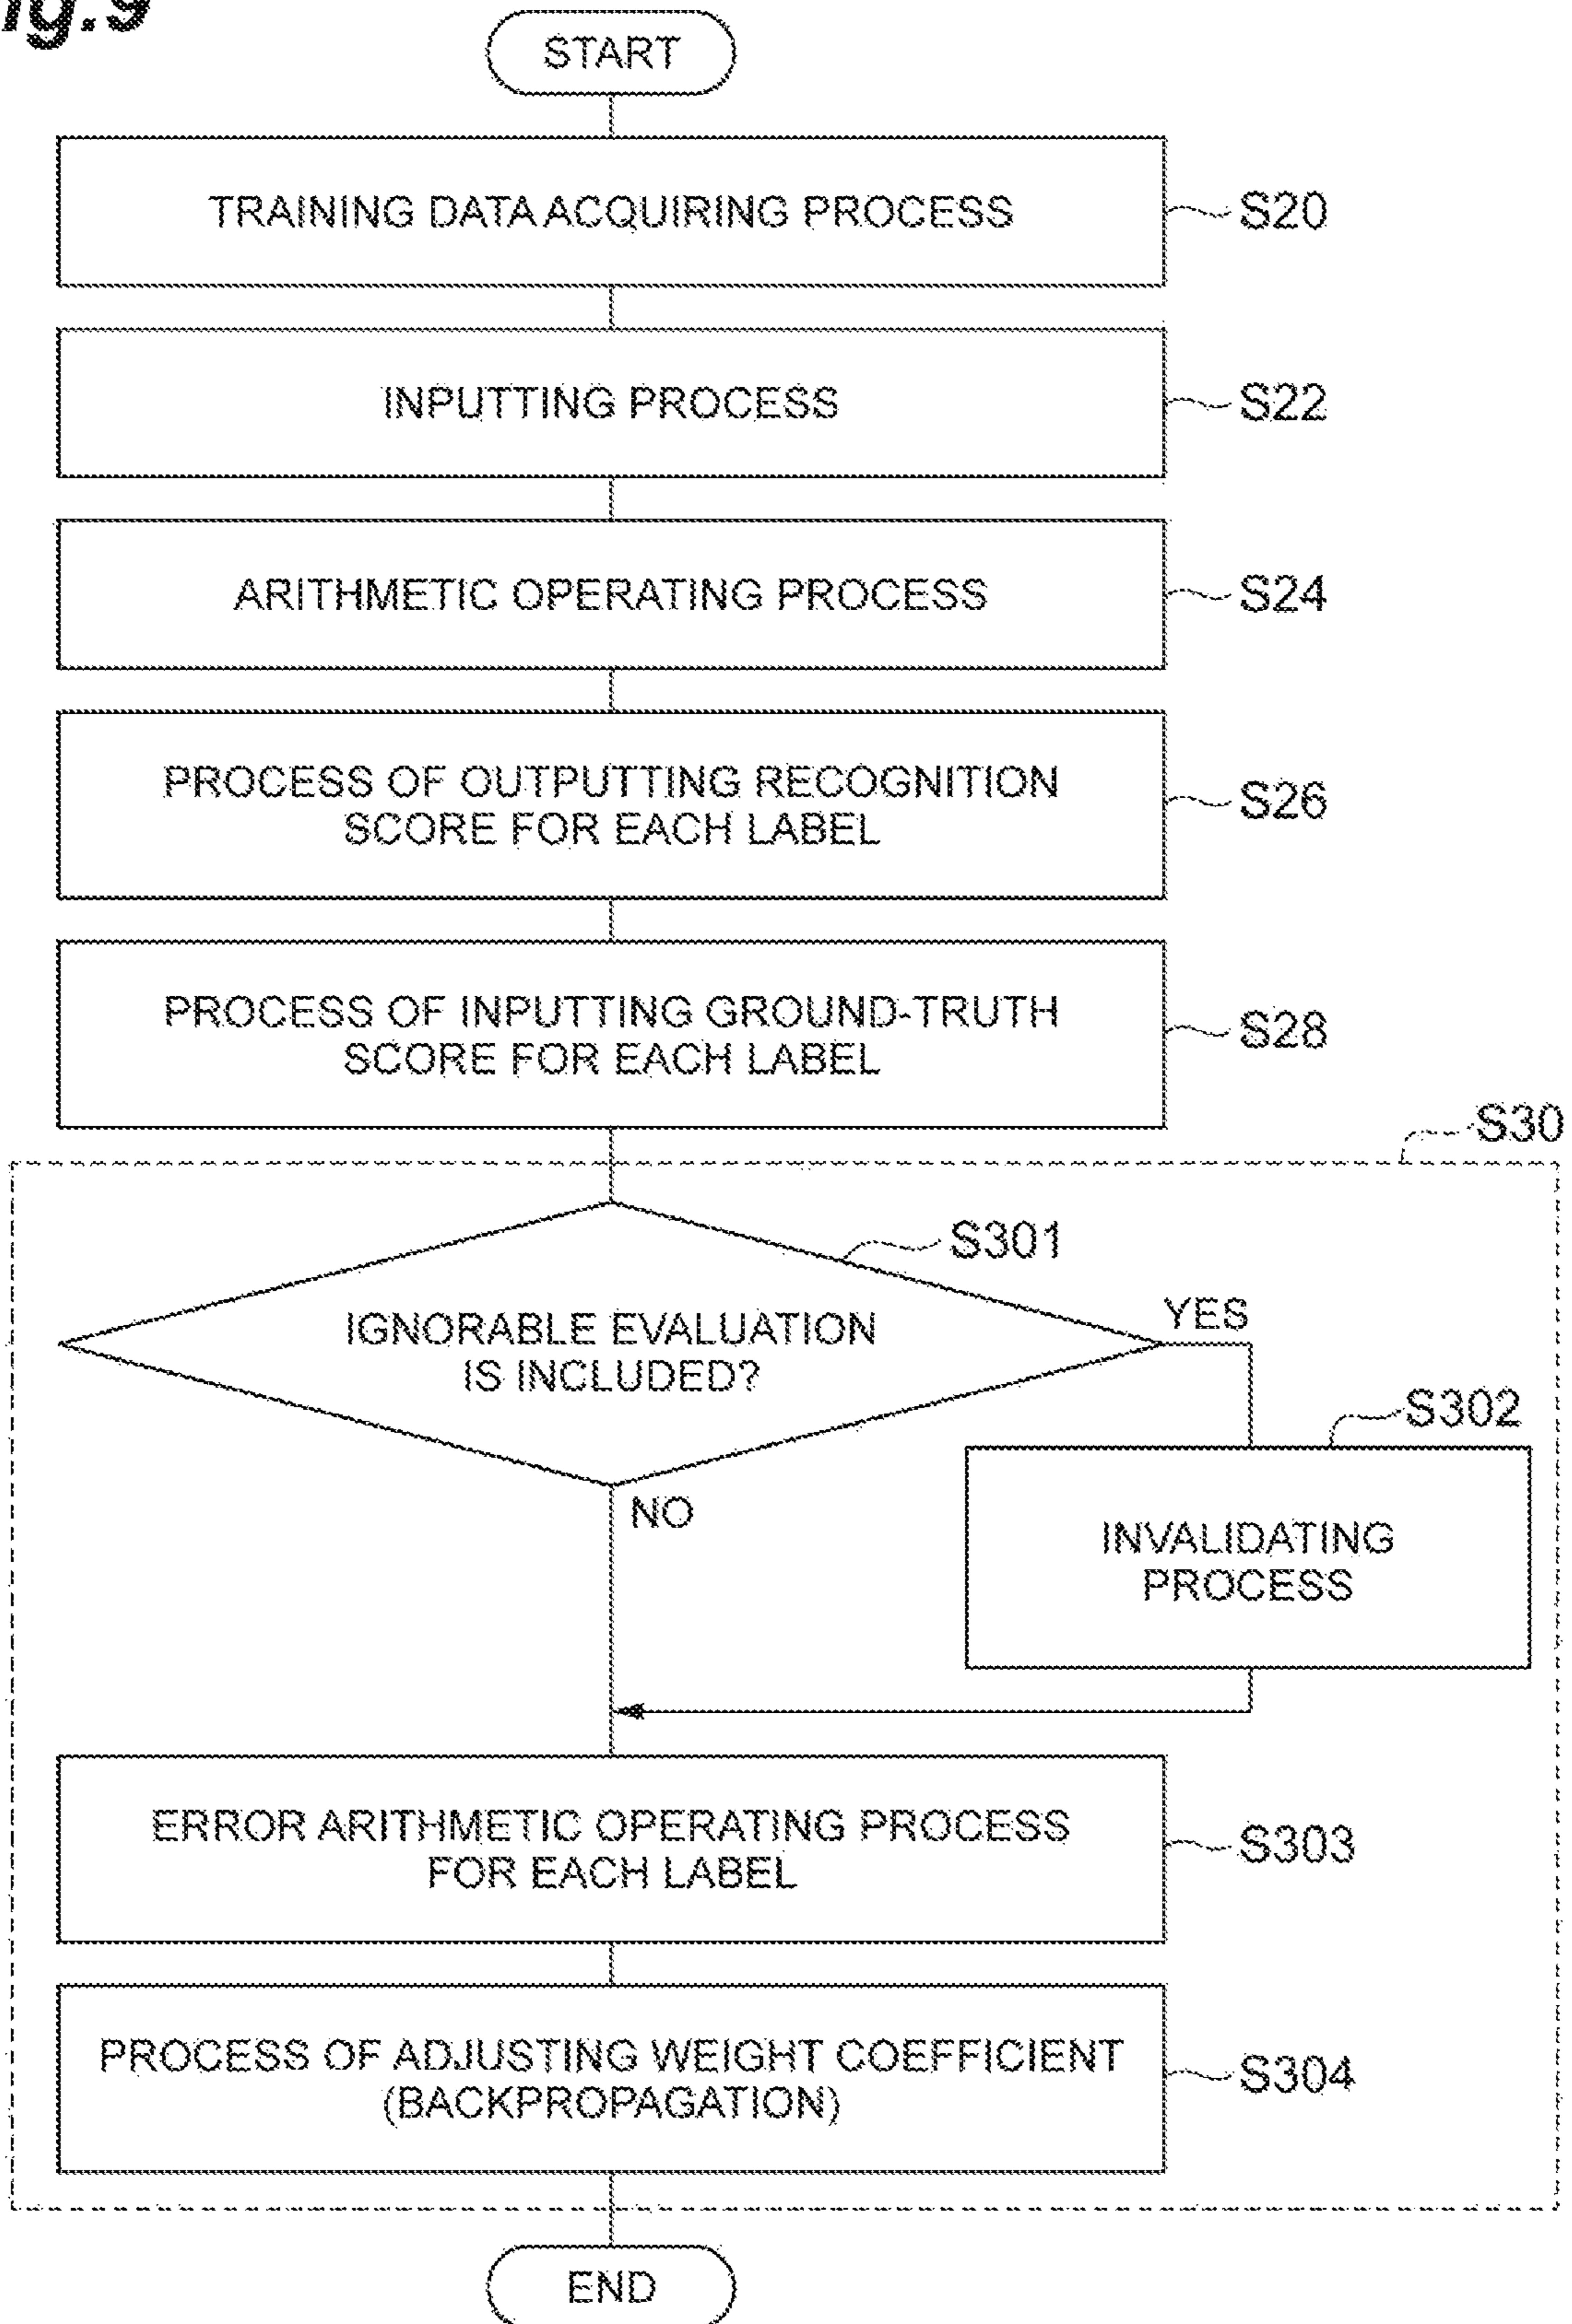 ig.9
START
TRAINING DATA ACQUIRING PROCESS
S20
INPUTTING PROCESS
S22
ARITHMETIC OPERATING PROCESS
S24
PROCESS OF OUTPUTTING RECOGNITION
SCORE FOR EACH LABEL
S26
PROCESS OF INPUTTING GROUND-TRUTH
SCORE FOR EACH LABEL
S28
S30
S301
IGNORABLE EVALUATION
IS INCLUDED?
YES
S302
NO
INVALIDATING
PROCESS
ERROR ARITHMETIC OPERATING PROCESS
FOR EACH LABEL
S303
PROCESS OF ADJUSTING WEIGHT COEFFICIENT
(BACKPROPAGATION)
S304
END